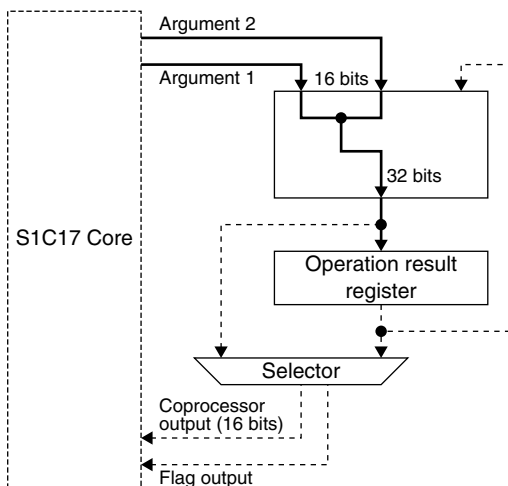 Argument 2
Argument 1
16 bits
32 bits
S1C17 Core
Operation result
register
Selector
Coprocessor
output (16 bits)
Flag output